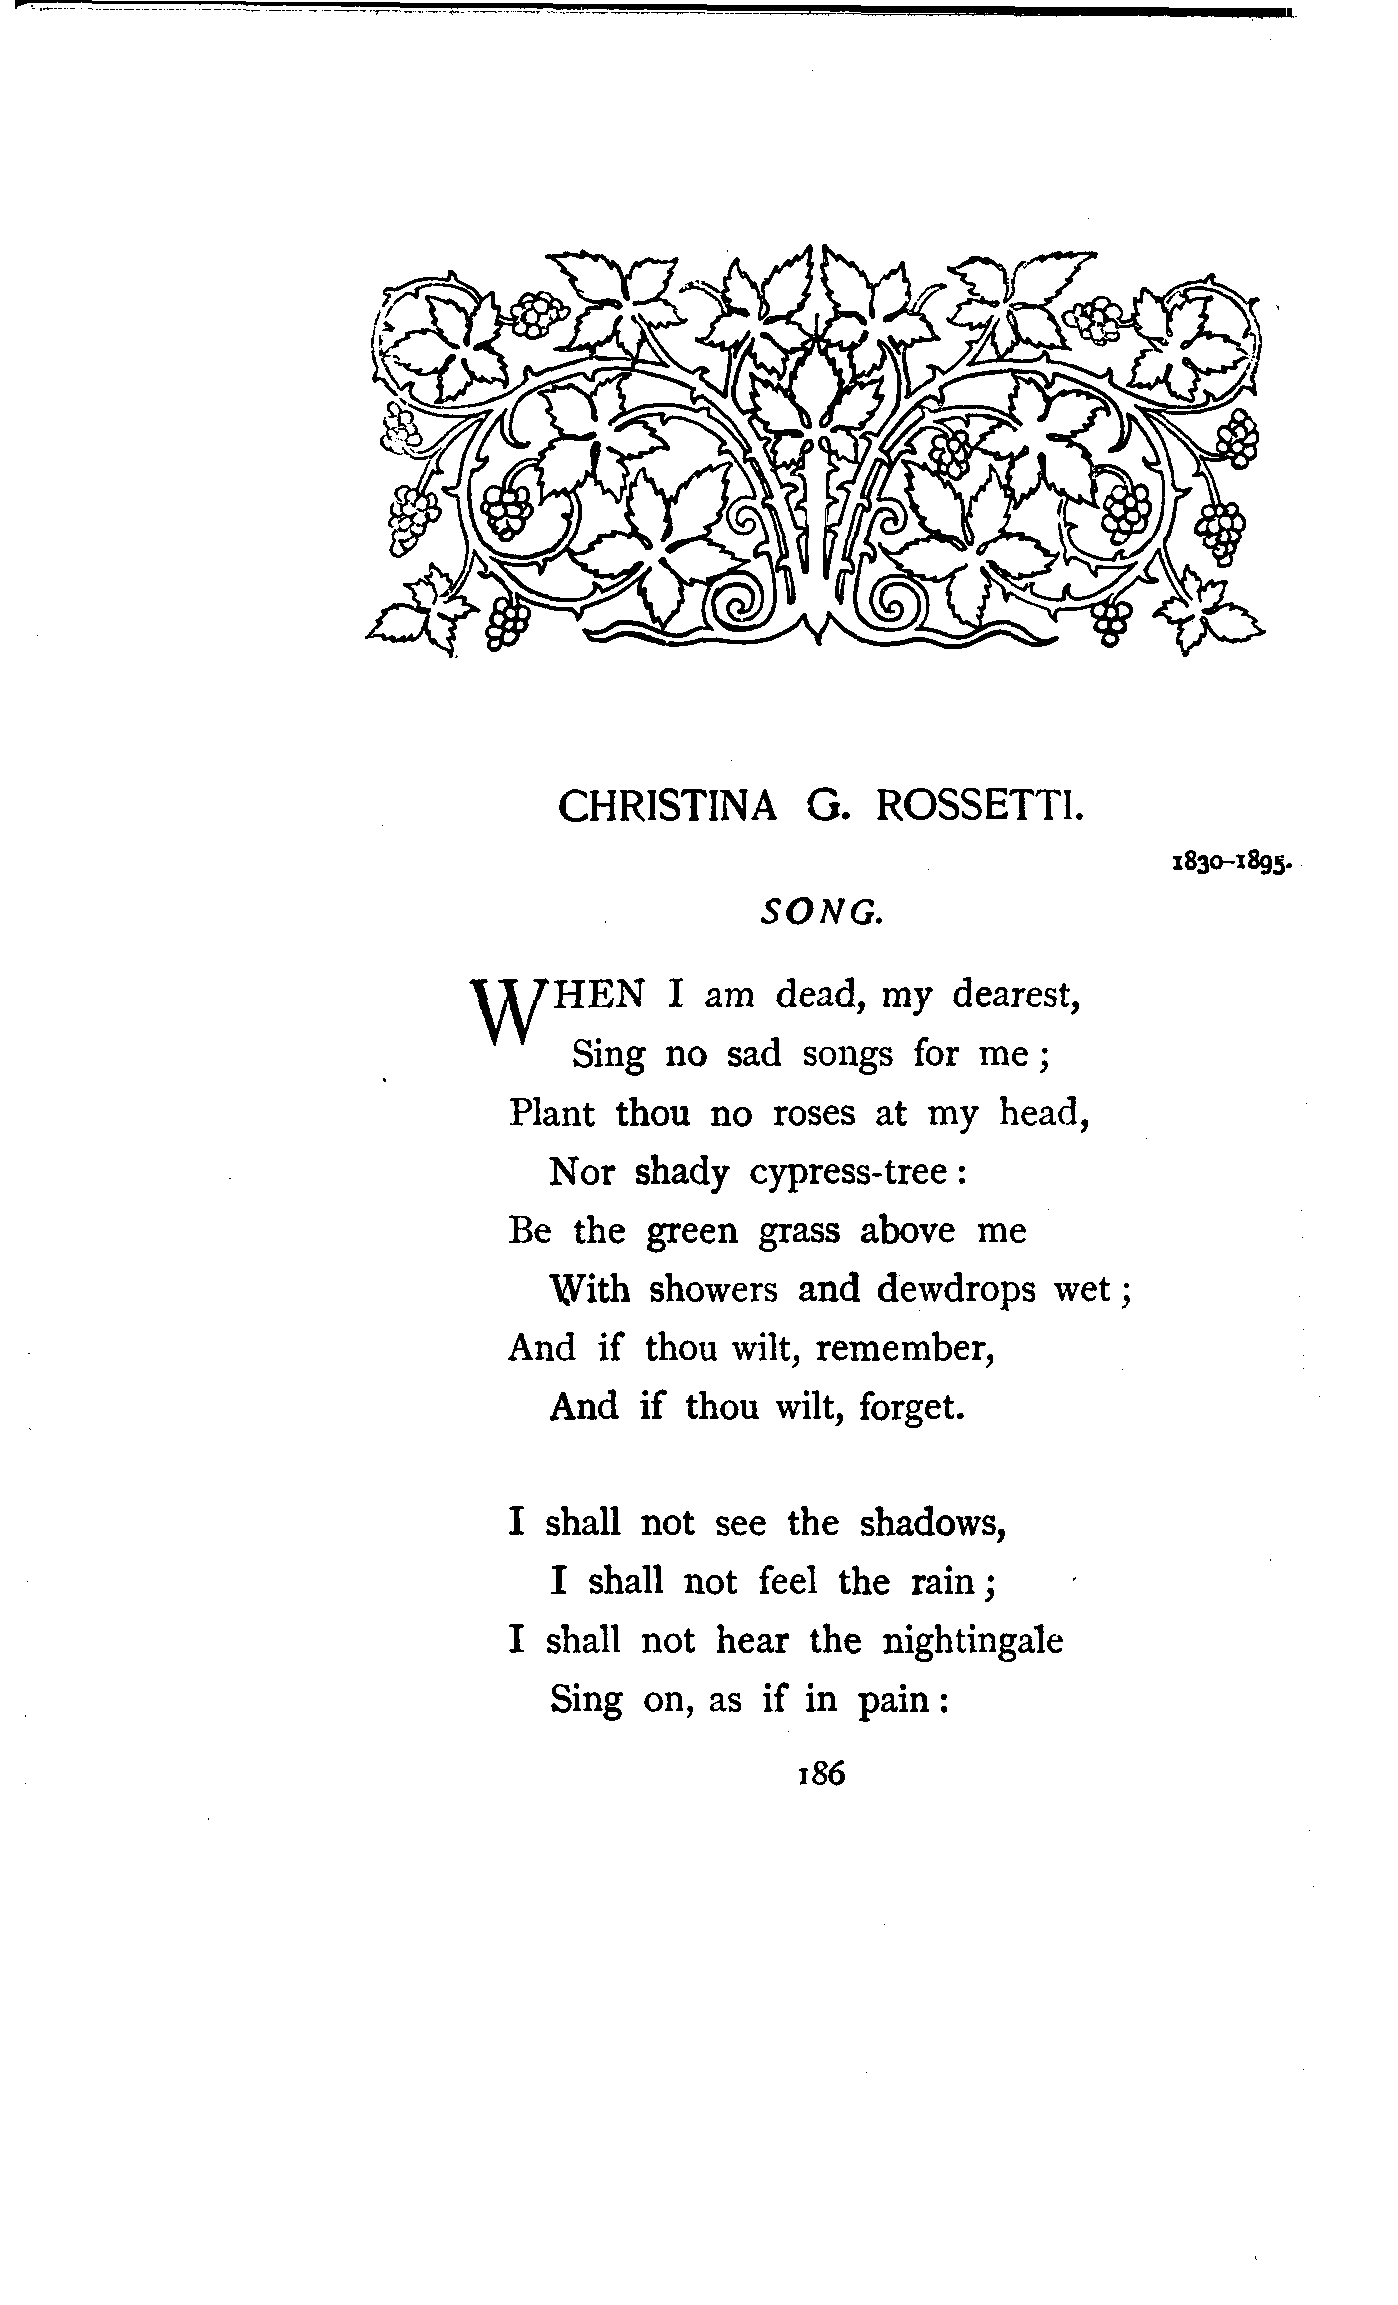 CHRISTINA G. ROSSETTI.
1830–1895.
SONG.
WHEN I am dead, my dearest,
Sing no sad songs for me ;
Plant thou no roses at my head,
Nor shady cypress-tree :
Be the green grass above me
With showers and dewdrops wet ;
And if thou wilt, remember,
And if thou wilt, forget.
I shall not see the shadows,
I shall not feel the rain ;
I shall not hear the nightingale
Sing on, as if in pain :
186